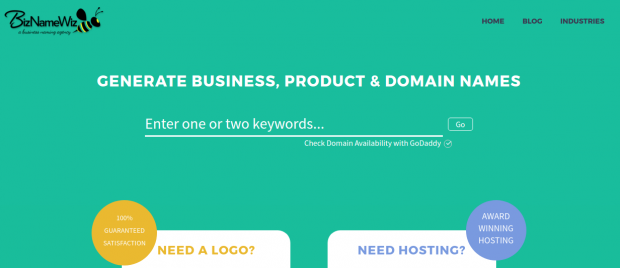 BizNameWiz
a business naming agency
HOME BLOG INDUSTRIES
GENERATE BUSINESS, PRODUCT & DOMAIN NAMES
Enter one or two keywords...
Go
Check Domain Availability with GoDaddy
100%
GUARANTEED
SATISFACTION
NEED A LOGO?
NEED HOSTING?
AWARD
WINNING
HOSTING